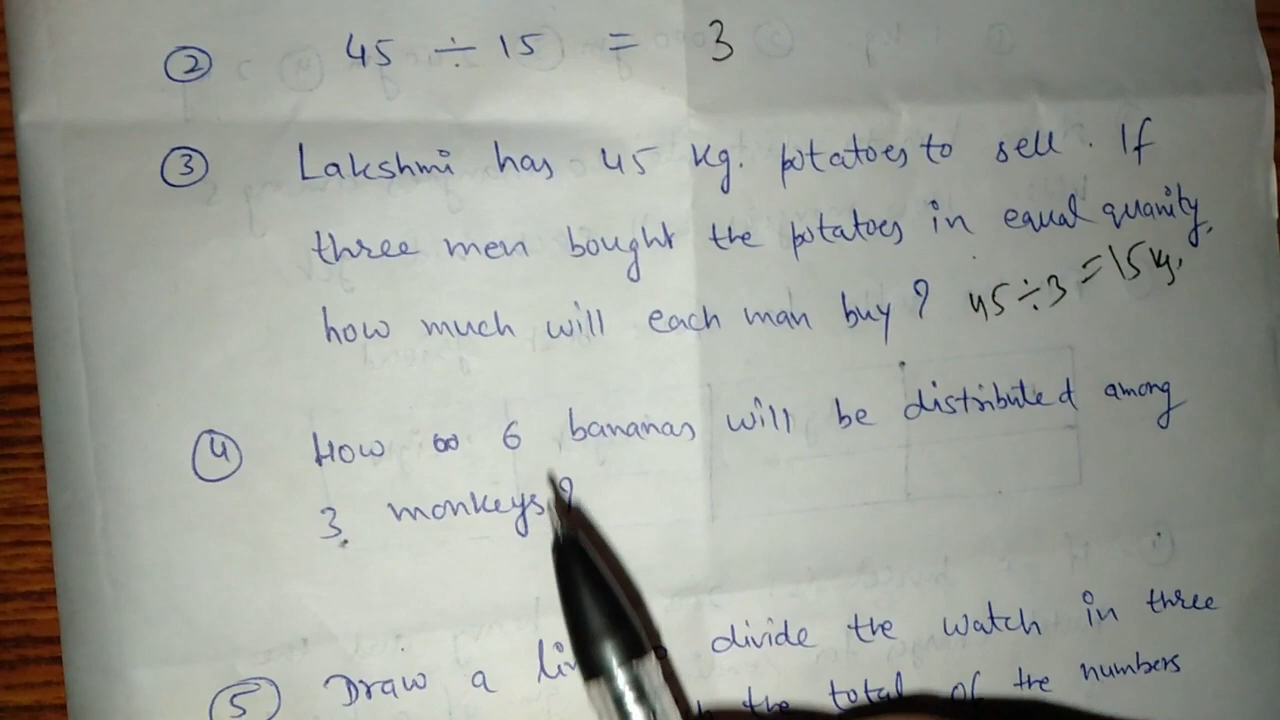 ② 45 ÷ 15 = 3
③ Lakshmi has 45 Kg. potatoes to sell. If
three men bought the potatoes in equal quanity,
how much will each man buy? 45÷3=15kg.
④ How 6 bananas will be distributed among
3 monkeys?
⑤ Draw a divide the watch in three
the total of the numbers